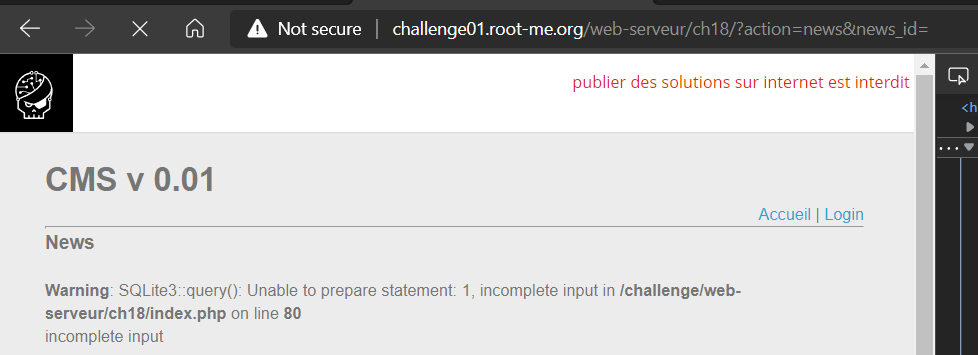 Not secure | challenge01.root-me.org/web-serveur/ch18/?action=news&news_id=
publier des solutions sur internet est interdit
<h
CMS v 0.01
Accueil | Login
News
Warning: SQLite3::query(): Unable to prepare statement: 1, incomplete input in /challenge/web-
serveur/ch18/index.php on line 80
incomplete input